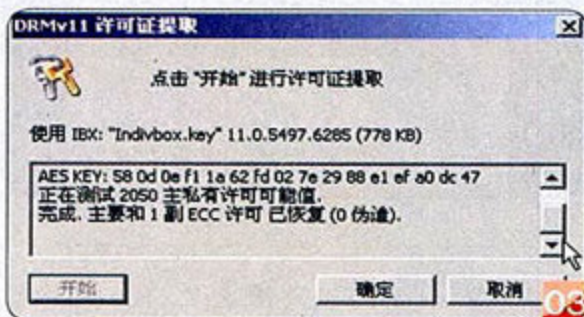 DRMv11 许可证提取
点击“开始”进行许可证提取
使用 IBX: "Indivbox.key" 11.0.5497.6285 (778 KB)
AES KEY: 58 0d 0e f1 1a 62 fd 02 7e 29 88 e1 ef a0 dc 47
正在测试 2050 主私有许可可能值.
完成. 主要和 1 副 ECC 许可 已恢复 (0 伪造).
开始
确定
取消
03